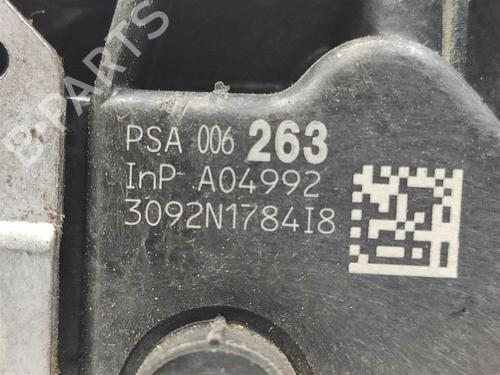 PSA 006 263
InP A04992
3092N1784I8
B-PARTS